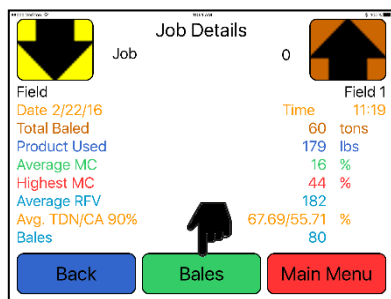 Job Details
Job 0
Field Field 1
Date 2/22/16 Time 11:19
Total Baled 60 tons
Product Used 179 lbs
Average MC 16 %
Highest MC 44 %
Average RFV 182
Avg. TDN/CA 90% 67.69/55.71 %
Bales 80
Back Bales Main Menu